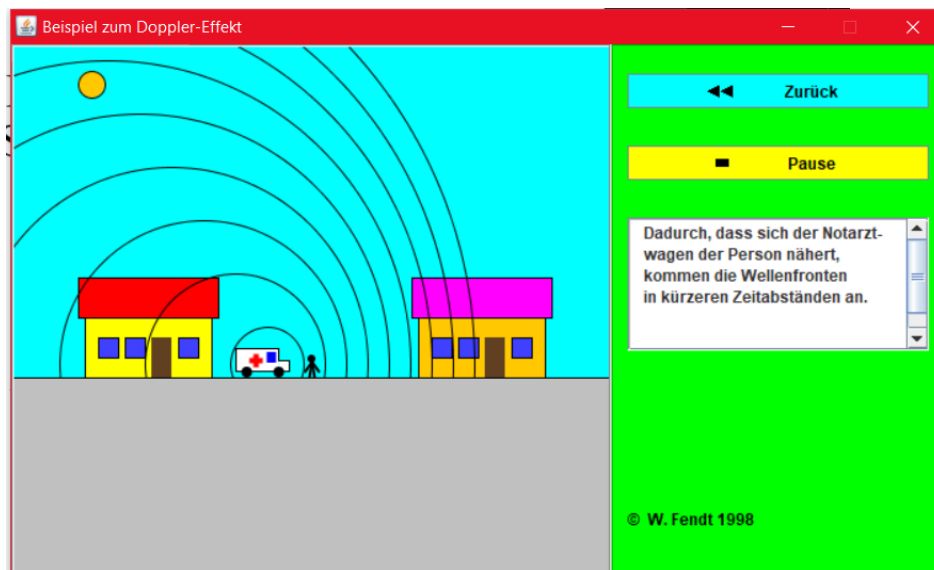 Beispiel zum Doppler-Effekt
Zurück
Pause
Dadurch, dass sich der Notarzt-
wagen der Person nähert,
kommen die Wellenfronten
in kürzeren Zeitabständen an.
© W. Fendt 1998